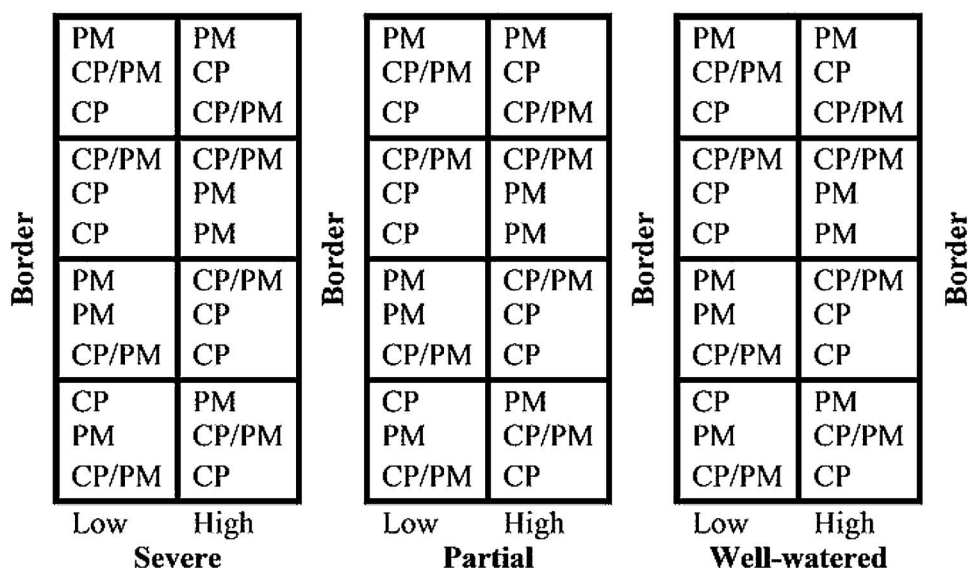 PM PM PM PM PM PM
CP/PM CP CP/PM CP CP/PM CP
CP CP/PM CP CP/PM CP CP/PM
CP/PM CP/PM CP/PM CP/PM CP/PM CP/PM
CP PM CP PM CP PM
CP PM CP PM CP PM
Border Border Border Border
PM CP/PM PM CP/PM PM CP/PM
PM CP PM CP PM CP
CP/PM CP CP/PM CP CP/PM CP
CP PM CP PM CP PM
PM CP/PM PM CP/PM PM CP/PM
CP/PM CP CP/PM CP CP/PM CP
Low High Low High Low High
Severe Partial Well-watered